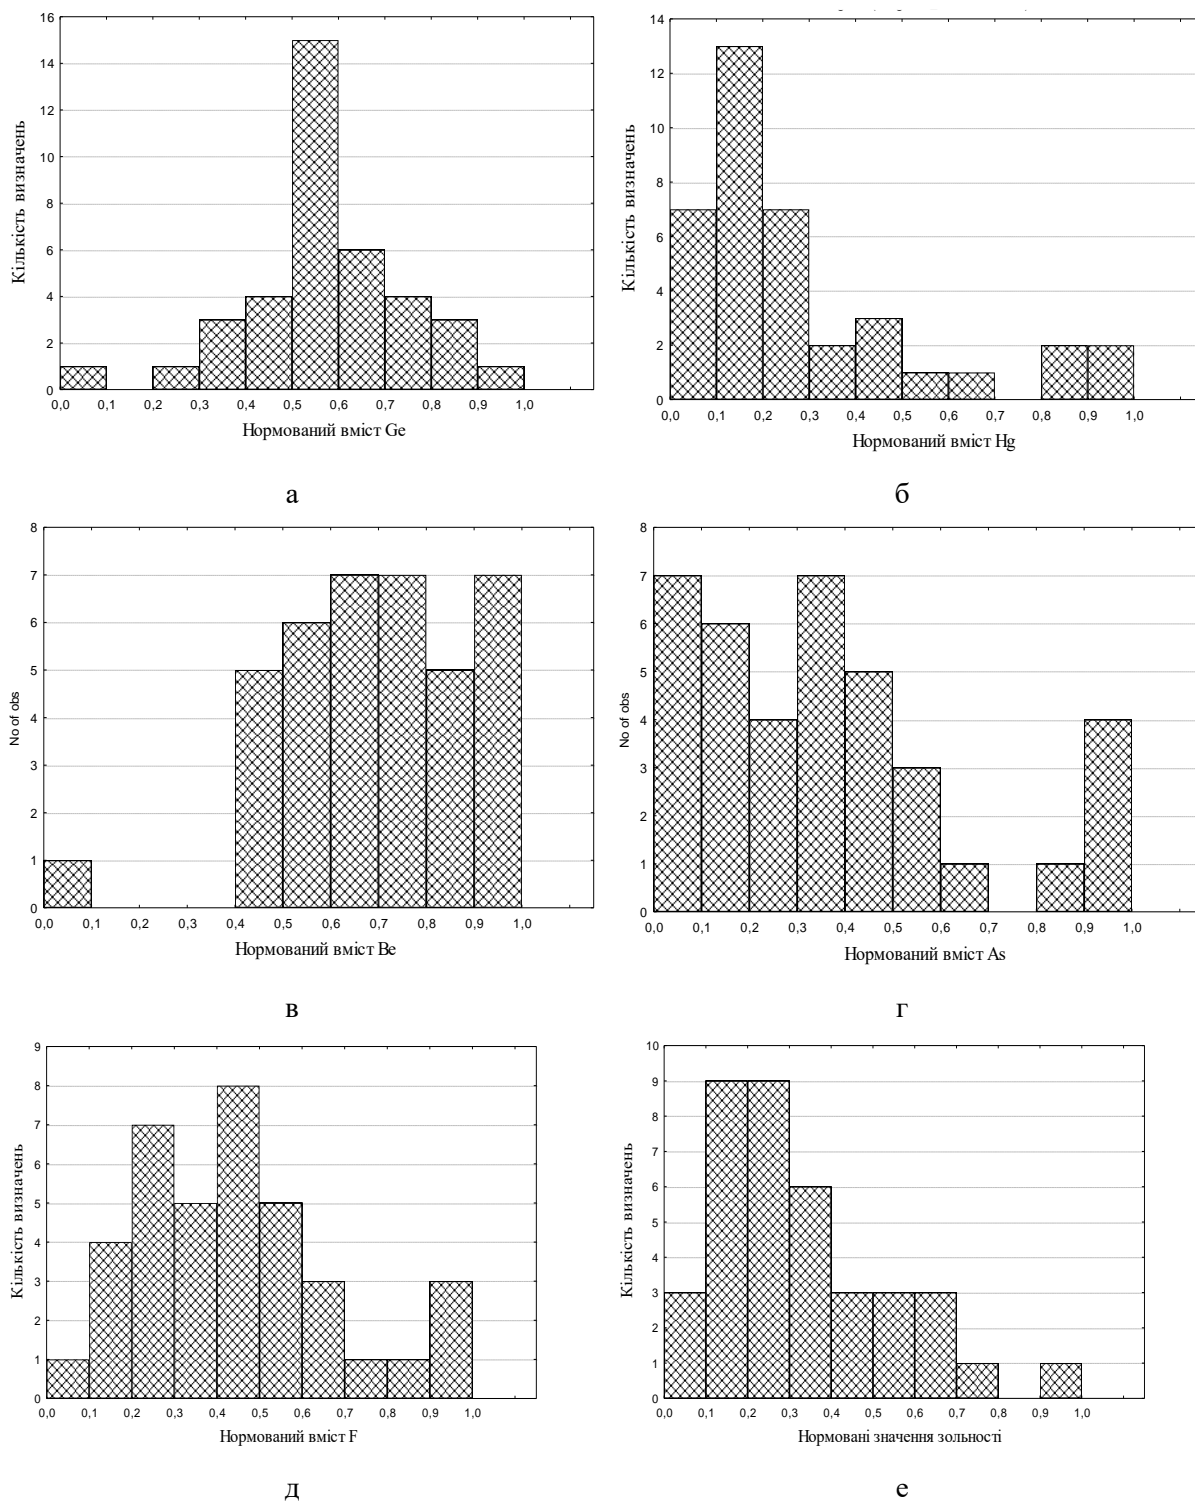 16
14
12
10
8
6
4
2
0
Кількість визначень
0,0 0,1 0,2 0,3 0,4 0,5 0,6 0,7 0,8 0,9 1,0
Нормований вміст Ge
а
14
12
10
8
6
4
2
0
Кількість визначень
0,0 0,1 0,2 0,3 0,4 0,5 0,6 0,7 0,8 0,9 1,0
Нормований вміст Hg
б
8
7
6
5
4
3
2
1
0
No of obs
0,0 0,1 0,2 0,3 0,4 0,5 0,6 0,7 0,8 0,9 1,0
Нормований вміст Be
в
8
7
6
5
4
3
2
1
0
No of obs
0,0 0,1 0,2 0,3 0,4 0,5 0,6 0,7 0,8 0,9 1,0
Нормований вміст As
г
9
8
7
6
5
4
3
2
1
0
Кількість визначень
0,0 0,1 0,2 0,3 0,4 0,5 0,6 0,7 0,8 0,9 1,0
Нормований вміст F
д
10
9
8
7
6
5
4
3
2
1
0
Кількість визначень
0,0 0,1 0,2 0,3 0,4 0,5 0,6 0,7 0,8 0,9 1,0
Нормовані значення зольності
е